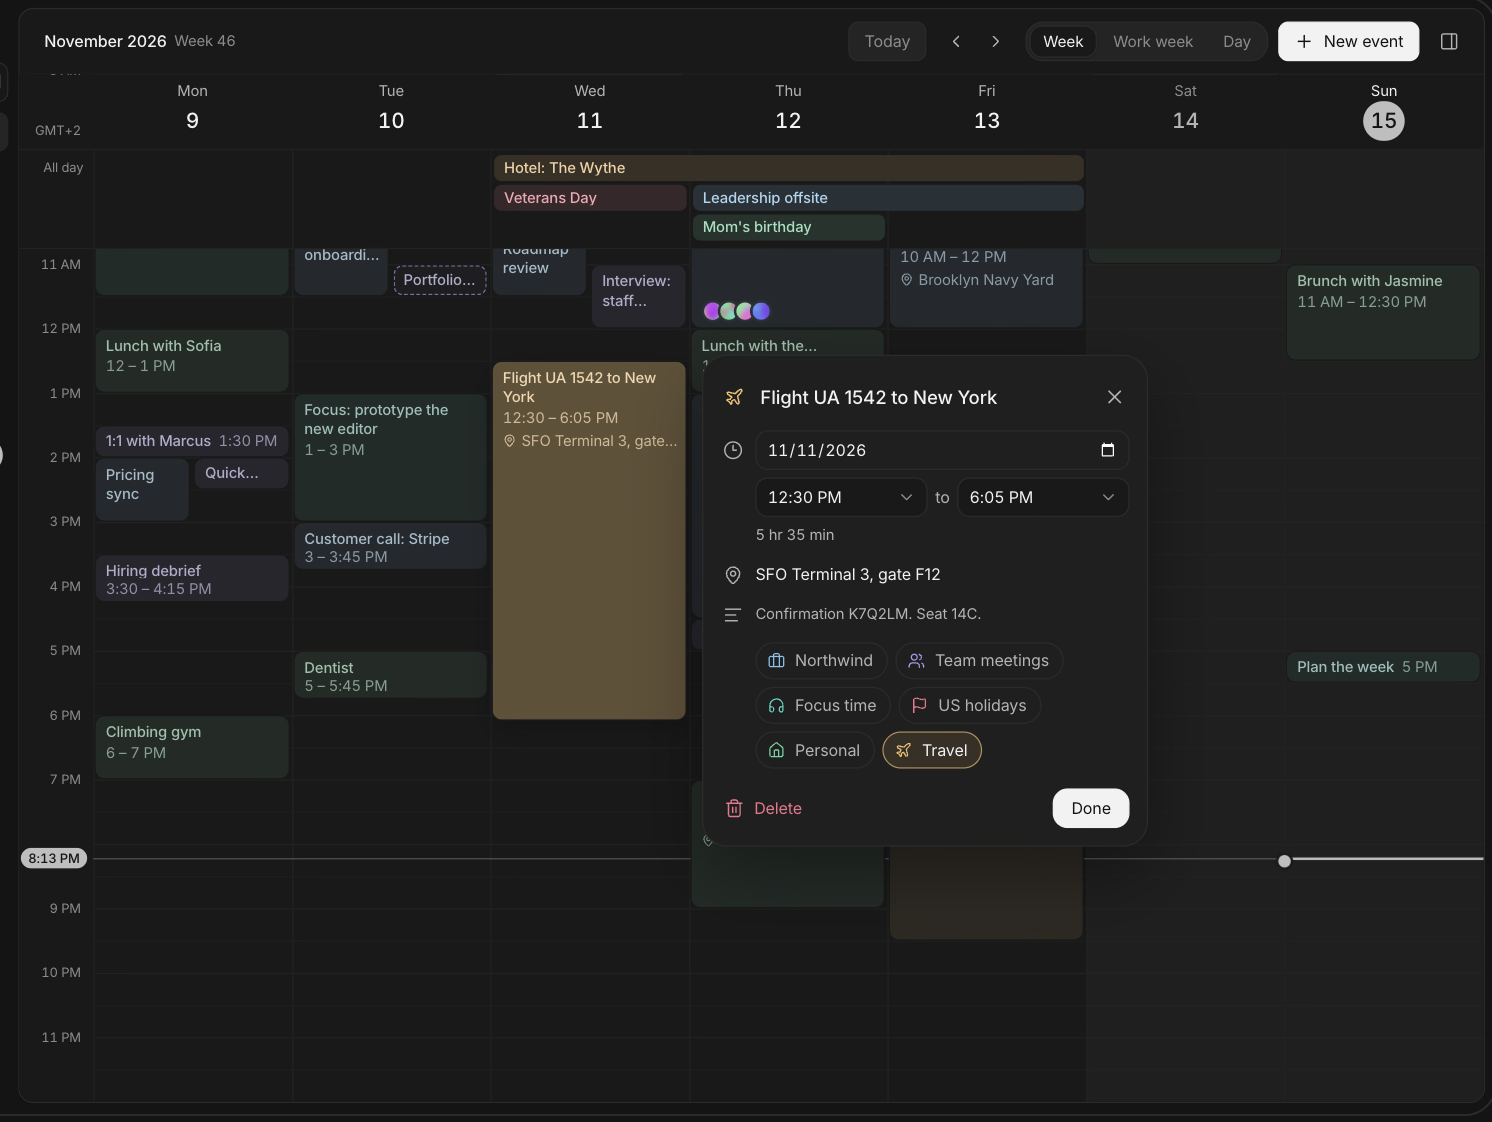 November 2026 Week 46
Today
Week
Work week
Day
New event
GMT+2
Mon
9
Tue
10
Wed
11
Thu
12
Fri
13
Sat
14
Sun
15
All day
Hotel: The Wythe
Veterans Day
Leadership offsite
Mom's birthday
11 AM
12 PM
1 PM
2 PM
3 PM
4 PM
5 PM
6 PM
7 PM
8:13 PM
9 PM
10 PM
11 PM
Lunch with Sofia
12 – 1 PM
1:1 with Marcus 1:30 PM
Pricing
sync
Quick...
Hiring debrief
3:30 – 4:15 PM
Climbing gym
6 – 7 PM
onboardi...
Portfolio...
Focus: prototype the
new editor
1 – 3 PM
Customer call: Stripe
3 – 3:45 PM
Dentist
5 – 5:45 PM
Roadmap
review
Interview:
staff...
Flight UA 1542 to New
York
12:30 – 6:05 PM
SFO Terminal 3, gate...
Lunch with the...
10 AM – 12 PM
Brooklyn Navy Yard
Brunch with Jasmine
11 AM – 12:30 PM
Plan the week 5 PM
Flight UA 1542 to New York
11/11/2026
12:30 PM to 6:05 PM
5 hr 35 min
SFO Terminal 3, gate F12
Confirmation K7Q2LM. Seat 14C.
Northwind
Team meetings
Focus time
US holidays
Personal
Travel
Delete
Done